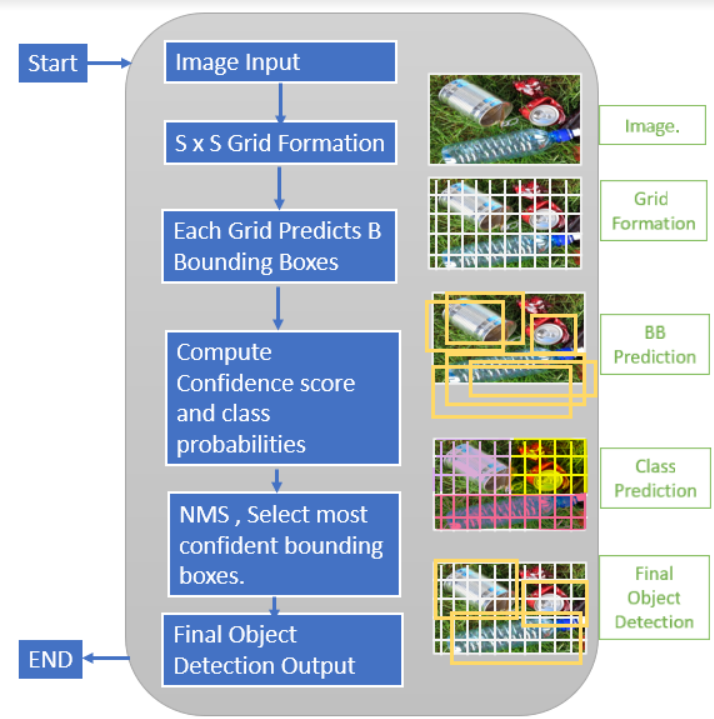 Start
Image Input
S x S Grid Formation
Each Grid Predicts B
Bounding Boxes
Compute
Confidence score
and class
probabilities
NMS , Select most
confident bounding
boxes.
Final Object
Detection Output
END
Image.
Grid
Formation
BB
Prediction
Class
Prediction
Final
Object
Detection